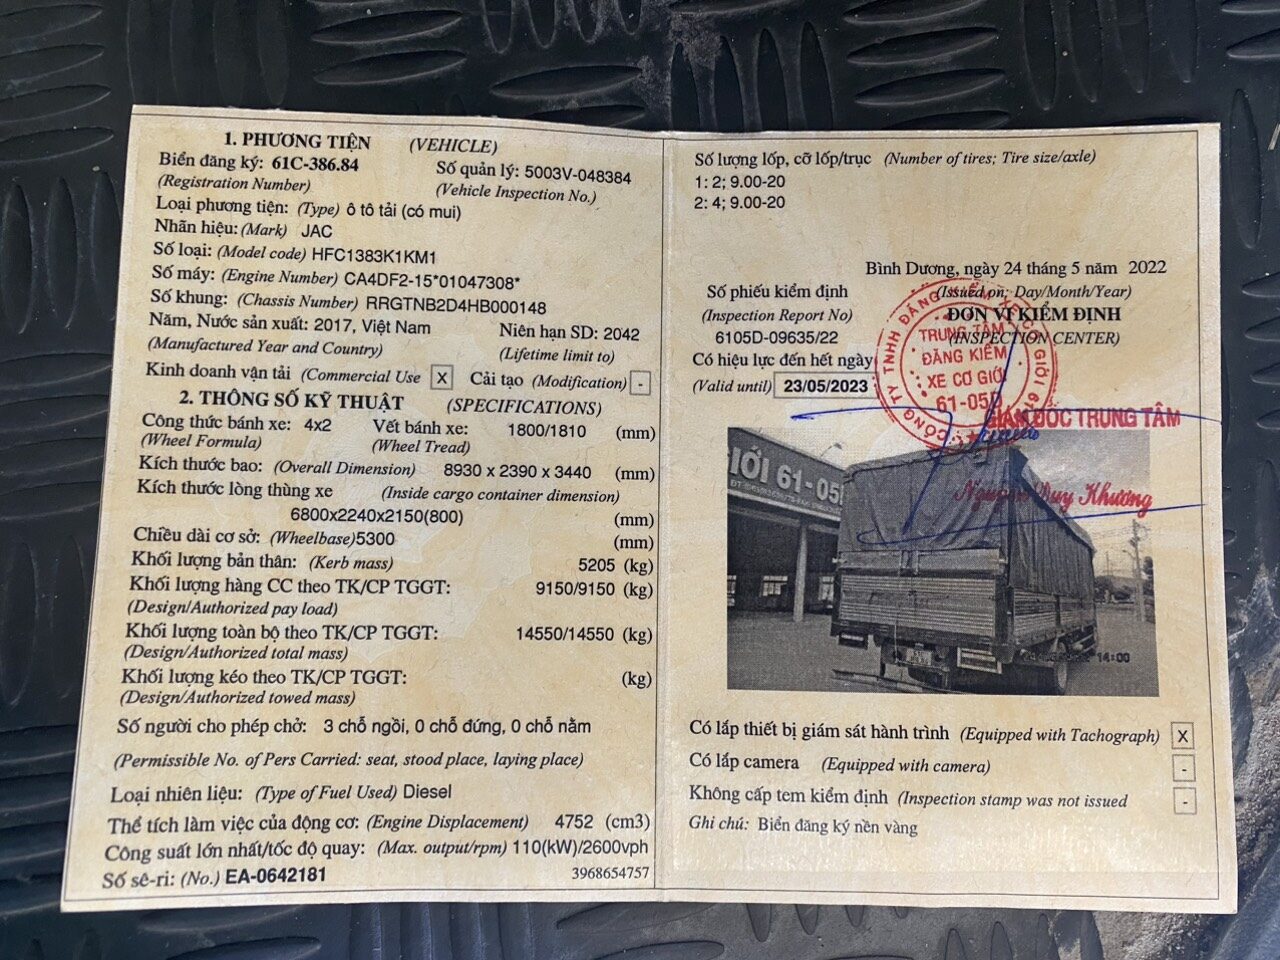 1. PHƯƠNG TIỆN (VEHICLE)
Biển đăng ký: 61C-386.84 Số quản lý: 5003V-048384
(Registration Number) (Vehicle Inspection No.)
Loại phương tiện: (Type) ô tô tải (có mui)
Nhãn hiệu: (Mark) JAC
Số loại: (Model code) HFC1383K1KM1
Số máy: (Engine Number) CA4DF2-15*01047308*
Số khung: (Chassis Number) RRGTNB2D4HB000148
Năm, Nước sản xuất: 2017, Việt Nam Niên hạn SD: 2042
(Manufactured Year and Country) (Lifetime limit to)
Kinh doanh vận tải (Commercial Use X Cải tạo (Modification) -
2. THÔNG SỐ KỸ THUẬT (SPECIFICATIONS)
Công thức bánh xe: 4x2 Vết bánh xe: 1800/1810 (mm)
(Wheel Formula) (Wheel Tread)
Kích thước bao: (Overall Dimension) 8930 x 2390 x 3440 (mm)
Kích thước lòng thùng xe (Inside cargo container dimension)
6800x2240x2150(800) (mm)
Chiều dài cơ sở: (Wheelbase)5300 (mm)
Khối lượng bản thân: (Kerb mass) 5205 (kg)
Khối lượng hàng CC theo TK/CP TGGT: 9150/9150 (kg)
(Design/Authorized pay load)
Khối lượng toàn bộ theo TK/CP TGGT: 14550/14550 (kg)
(Design/Authorized total mass)
Khối lượng kéo theo TK/CP TGGT: (kg)
(Design/Authorized towed mass)
Số người cho phép chở: 3 chỗ ngồi, 0 chỗ đứng, 0 chỗ nằm
(Permissible No. of Pers Carried: seat, stood place, laying place)
Loại nhiên liệu: (Type of Fuel Used) Diesel
Thể tích làm việc của động cơ: (Engine Displacement) 4752 (cm3)
Công suất lớn nhất/tốc độ quay: (Max. output/rpm) 110(kW)/2600vph
Số sê-ri: (No.) EA-0642181 3968654757
Số lượng lốp, cỡ lốp/trục (Number of tires; Tire size/axle)
1: 2; 9.00-20
2: 4; 9.00-20
Bình Dương, ngày 24 tháng 5 năm 2022
Số phiếu kiểm định (Issued on: Day/Month/Year)
(Inspection Report No) ĐƠN VỊ KIỂM ĐỊNH
6105D-09635/22 (INSPECTION CENTER)
Có hiệu lực đến hết ngày
(Valid until) 23/05/2023
TRUNG TÂM
ĐĂNG KIỂM
XE CƠ GIỚI
61-05D
GIÁM ĐỐC TRUNG TÂM
Nguyễn Duy Khương
GIỚI 61-05D
14:00
Có lắp thiết bị giám sát hành trình (Equipped with Tachograph) X
Có lắp camera (Equipped with camera) -
Không cấp tem kiểm định (Inspection stamp was not issued -
Ghi chú: Biển đăng ký nền vàng